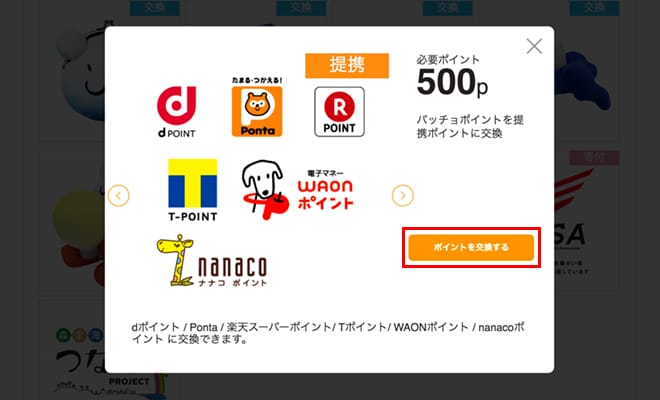 交換
交換
交換
提携
必要ポイント
500p
パッチョポイントを提
携ポイントに交換
d POINT
たまる・つかえる!
Ponta
R
POINT
T-POINT
電子マネー
WAON
ポイント
nanaco
ナナコ ポイント
寄付
SA
ポイントを交換する
dポイント / Ponta / 楽天スーパーポイント/ Tポイント/ WAONポイント / nanacoポ
イント に交換できます。
つな
PROJECT